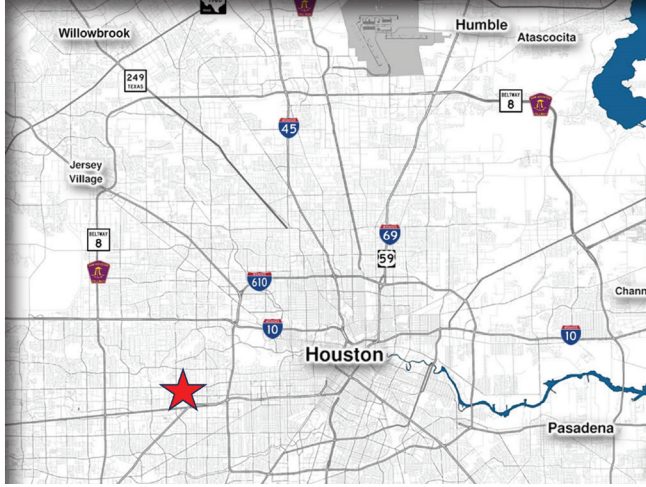 Willowbrook
Humble
Atascocita
249
TEXAS
BELTWAY
8
45
Jersey
Village
BELTWAY
8
69
59
610
10
10
Chann
Houston
Pasadena